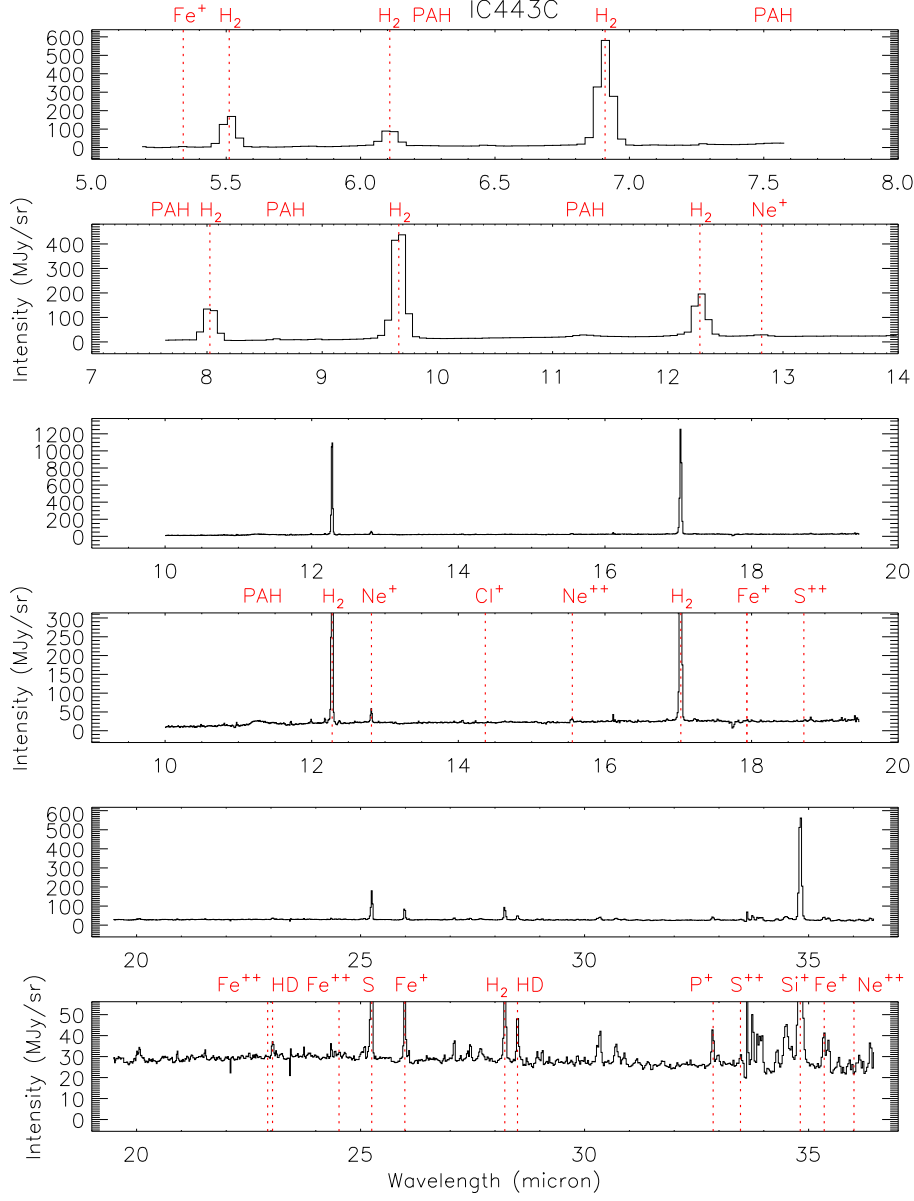 IC443C
Fe⁺ H₂ H₂ PAH H₂ PAH
600
500
400
300
200
100
0
5.0 5.5 6.0 6.5 7.0 7.5 8.0
PAH H₂ PAH H₂ PAH H₂ Ne⁺
400
300
200
100
0
Intensity (MJy/sr)
7 8 9 10 11 12 13 14
1200
1000
800
600
400
200
0
10 12 14 16 18 20
300
250
200
150
100
50
0
Intensity (MJy/sr)
PAH H₂ Ne⁺ Cl⁺ Ne⁺⁺ H₂ Fe⁺ S⁺⁺
10 12 14 16 18 20
600
500
400
300
200
100
0
20 25 30 35
Fe⁺⁺ HD Fe⁺⁺ S Fe⁺ H₂ HD P⁺ S⁺⁺ Si⁺ Fe⁺ Ne⁺⁺
50
40
30
20
10
0
Intensity (MJy/sr)
20 25 30 35
Wavelength (micron)